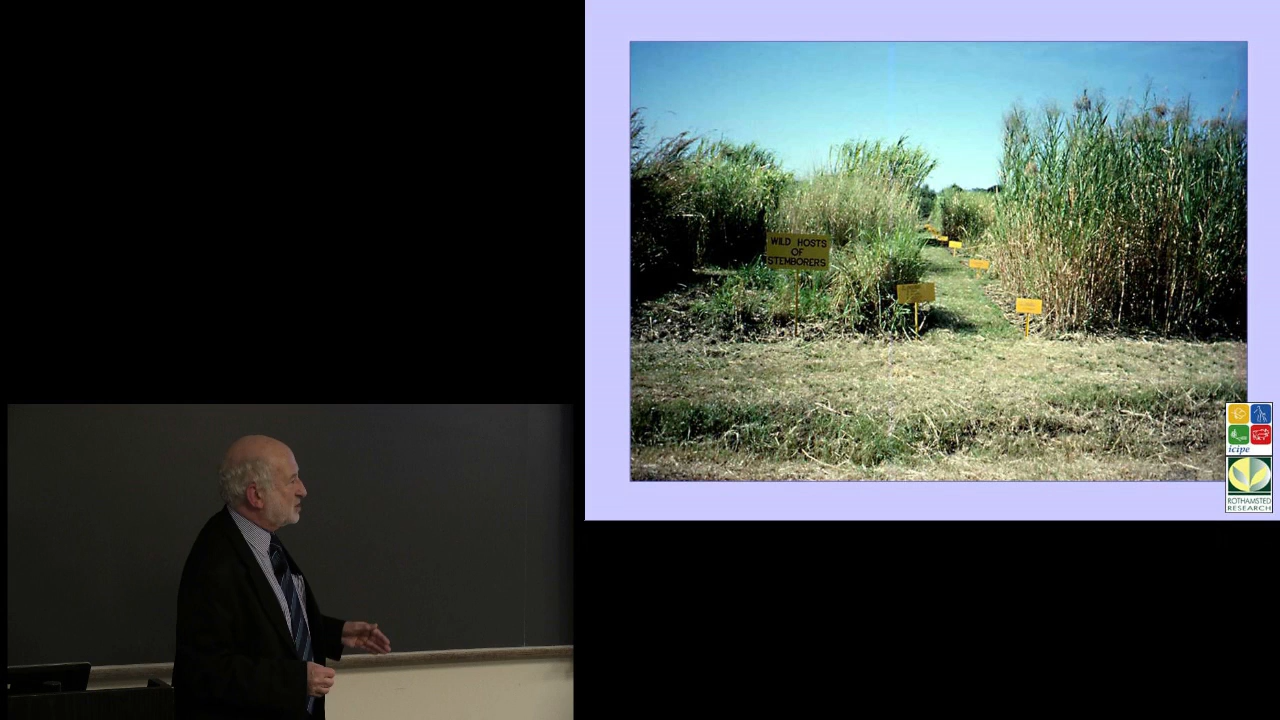 WILD HOSTS
OF
STEMBORERS
icipe
ROTHAMSTED
RESEARCH